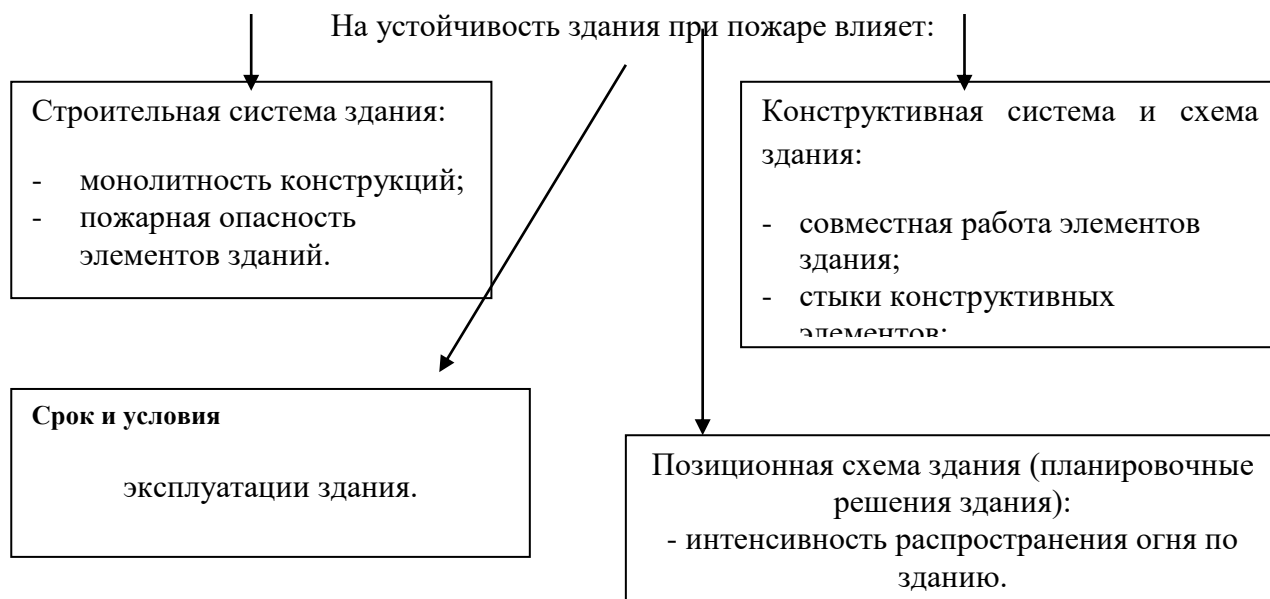 На устойчивость здания при пожаре влияет:
Строительная система здания:
- монолитность конструкций;
- пожарная опасность
элементов зданий.
Конструктивная система и схема
здания:
- совместная работа элементов
здания;
- стыки конструктивных
элементов;
Срок и условия
эксплуатации здания.
Позиционная схема здания (планировочные
решения здания):
- интенсивность распространения огня по
зданию.